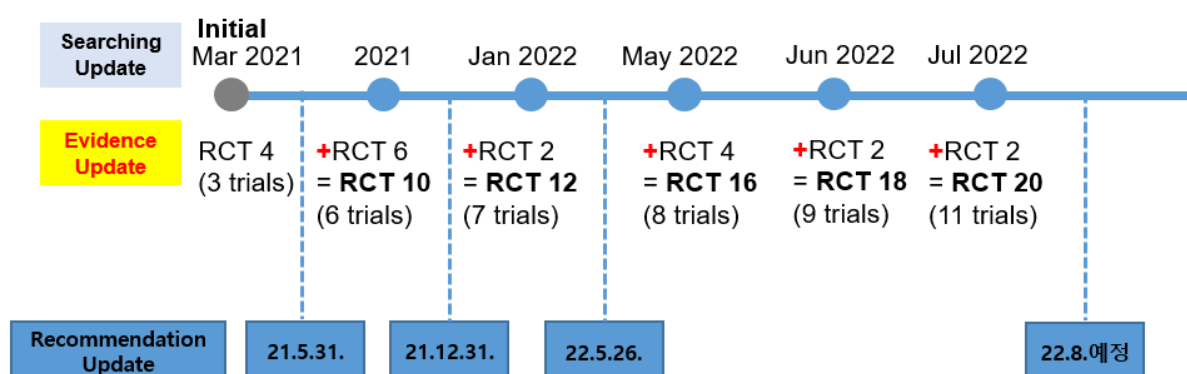 Searching
Update
Initial
Mar 2021
2021
Jan 2022
May 2022
Jun 2022
Jul 2022
Evidence
Update
RCT 4
(3 trials)
+RCT 6
= RCT 10
(6 trials)
+RCT 2
= RCT 12
(7 trials)
+RCT 4
= RCT 16
(8 trials)
+RCT 2
= RCT 18
(9 trials)
+RCT 2
= RCT 20
(11 trials)
Recommendation
Update
21.5.31.
21.12.31.
22.5.26.
22.8.예정